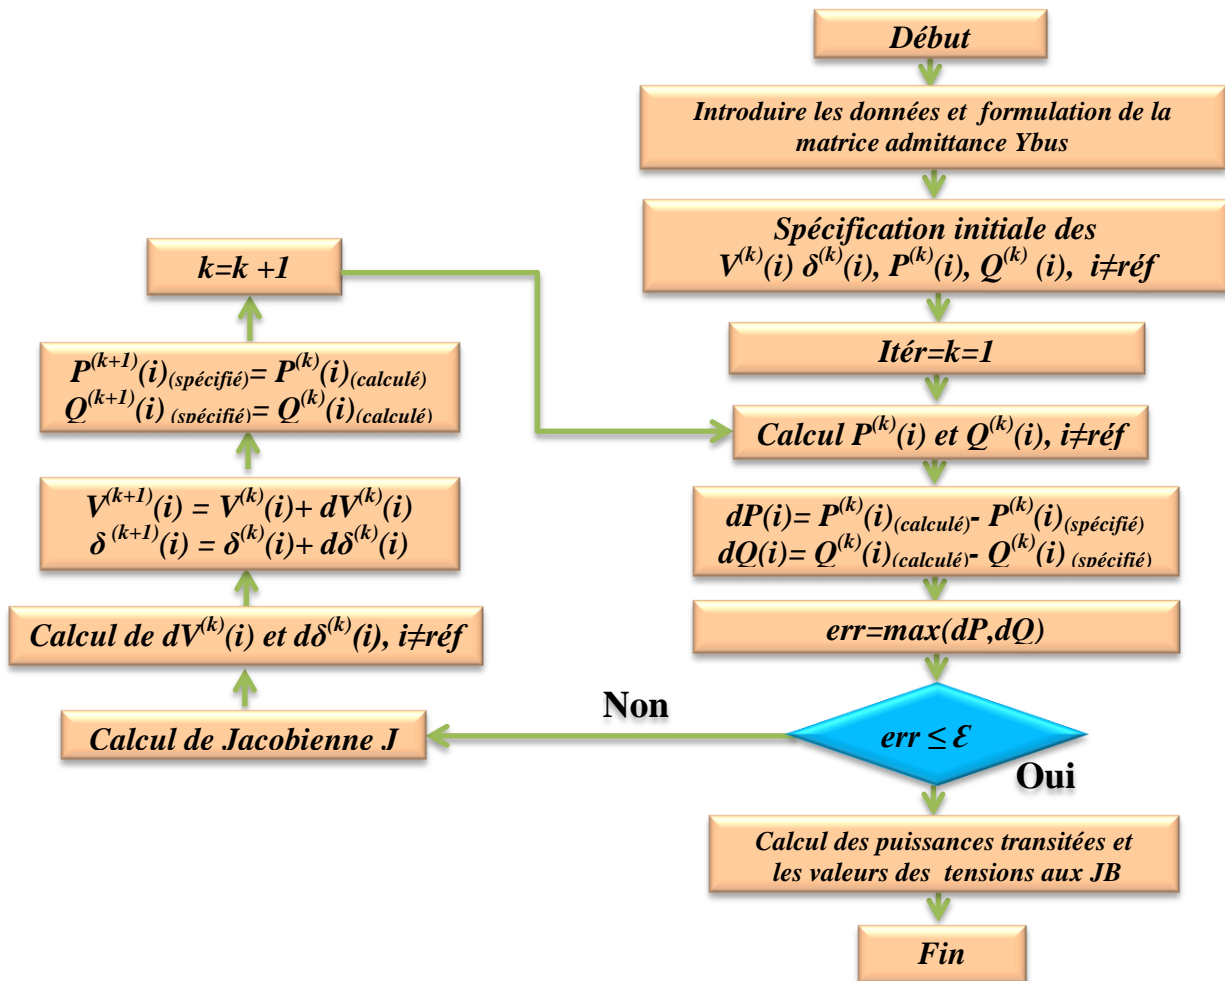 Début
Introduire les données et formulation de la
matrice admittance Ybus
Spécification initiale des
V^(k)(i) δ^(k)(i), P^(k)(i), Q^(k) (i), i≠réf
Itér=k=1
Calcul P^(k)(i) et Q^(k)(i), i≠réf
dP(i)= P^(k)(i)(calculé)- P^(k)(i)(spécifié)
dQ(i)= Q^(k)(i)(calculé)- Q^(k)(i) (spécifié)
err=max(dP,dQ)
err ≤ Ɛ
Non
Oui
Calcul de Jacobienne J
Calcul de dV^(k)(i) et dδ^(k)(i), i≠réf
V^(k+1)(i) = V^(k)(i)+ dV^(k)(i)
δ^(k+1)(i) = δ^(k)(i)+ dδ^(k)(i)
P^(k+1)(i)(spécifié)= P^(k)(i)(calculé)
Q^(k+1)(i) (spécifié)= Q^(k)(i)(calculé)
k=k +1
Calcul des puissances transitées et
les valeurs des tensions aux JB
Fin